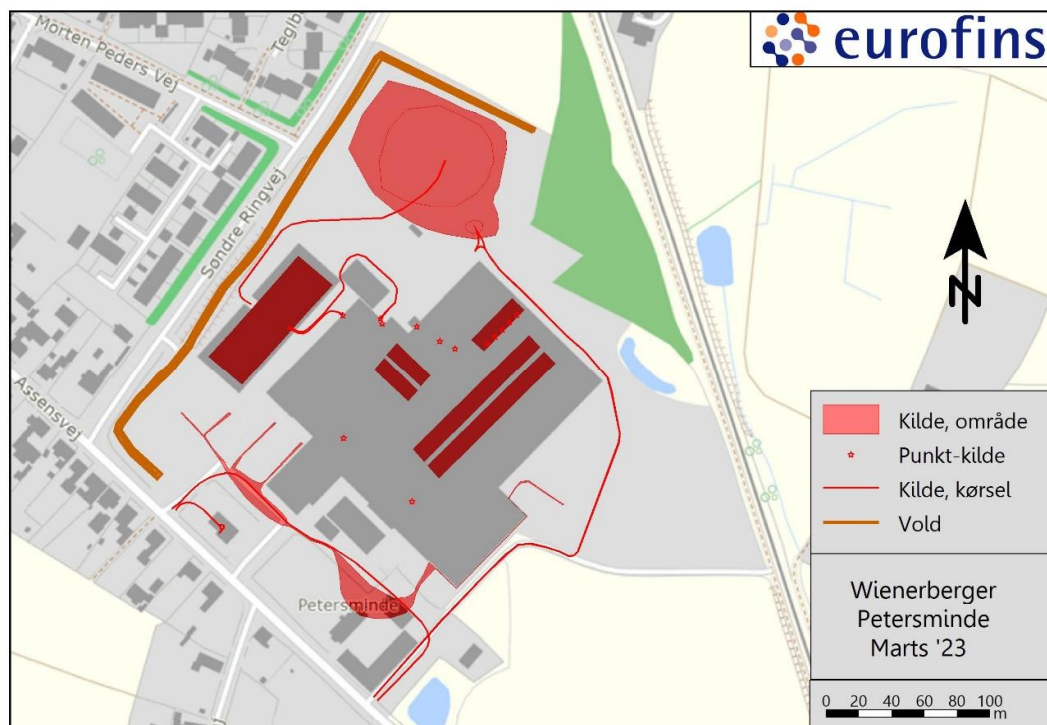 eurofins
Morten Peders Vej
Teglb
Søndre Ringvej
Assensvej
Petersminde
N
Kilde, område
Punkt-kilde
Kilde, kørsel
Vold
Wienerberger
Petersminde
Marts '23
0 20 40 60 80 100
m